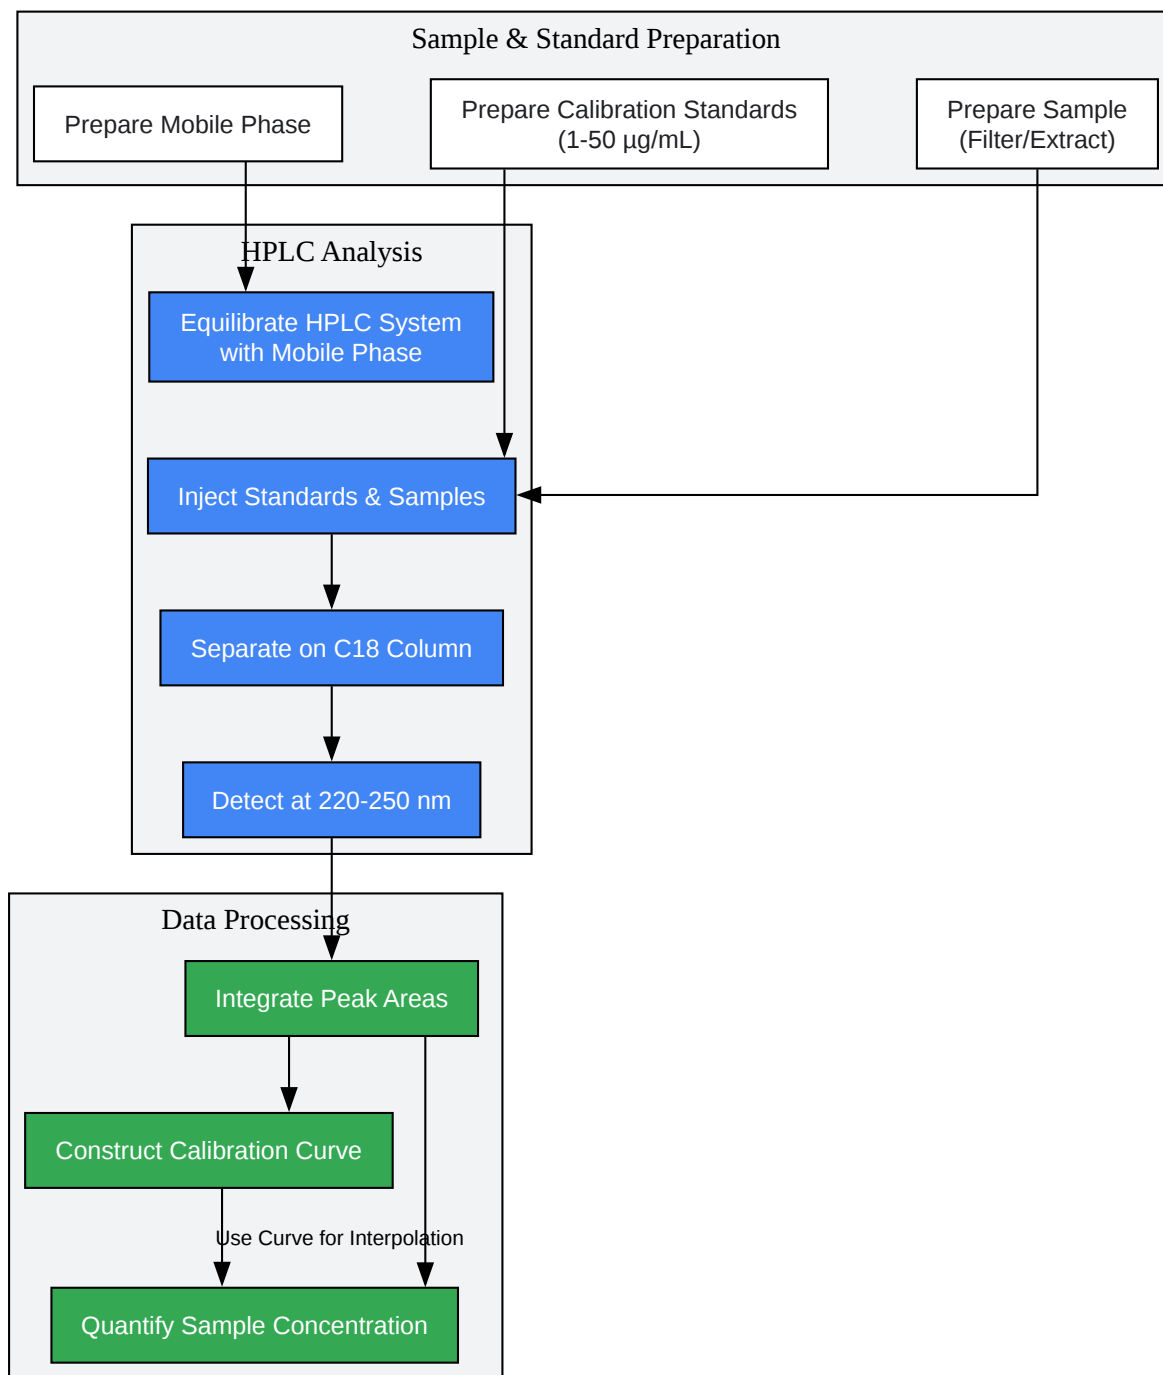 Sample & Standard Preparation
Prepare Mobile Phase
Prepare Calibration Standards
(1-50 µg/mL)
Prepare Sample
(Filter/Extract)
HPLC Analysis
Equilibrate HPLC System
with Mobile Phase
Inject Standards & Samples
Separate on C18 Column
Detect at 220-250 nm
Data Processing
Integrate Peak Areas
Construct Calibration Curve
Use Curve for Interpolation
Quantify Sample Concentration